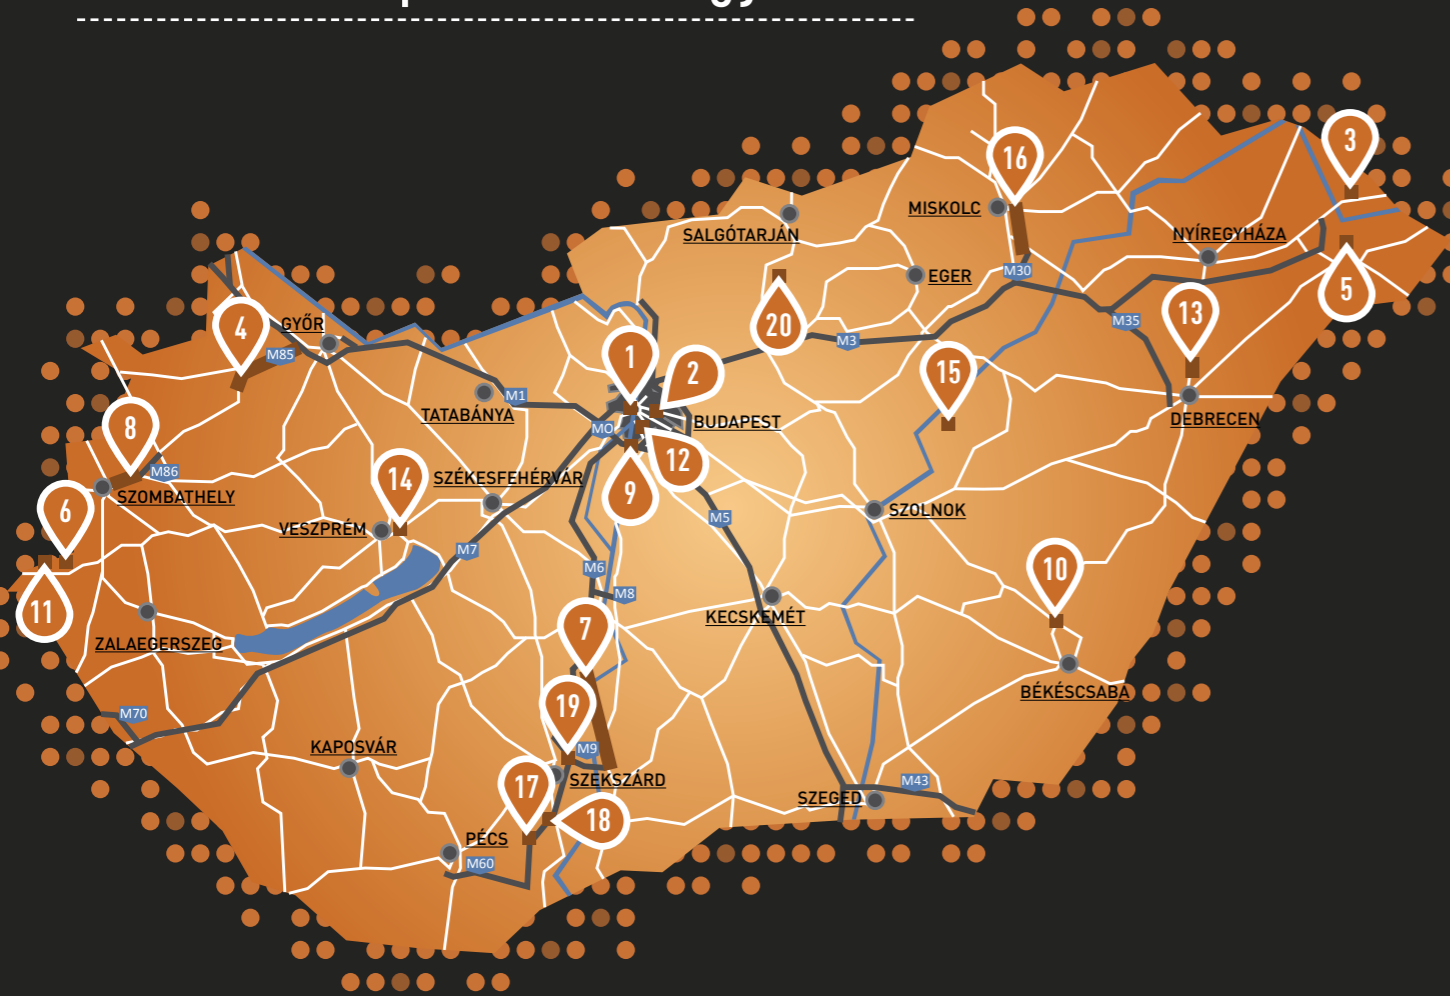 16
3
MISKOLC
SALGÓTARJÁN
NYÍREGYHÁZA
EGER
M30
5
4
GYŐR
20
13
M85
M3
M35
1
2
15
TATABÁNYA
M1
M0
BUDAPEST
DEBRECEN
8
M86
14
SZÉKESFEHÉRVÁR
12
SZOMBATHELY
9
6
VESZPRÉM
M7
M5
SZOLNOK
M6
10
M8
11
KECSKEMÉT
7
ZALAEGERSZEG
BÉKÉSCSABA
19
M70
KAPOSVÁR
M9
17
SZEKSZÁRD
M43
SZEGED
18
PÉCS
M60